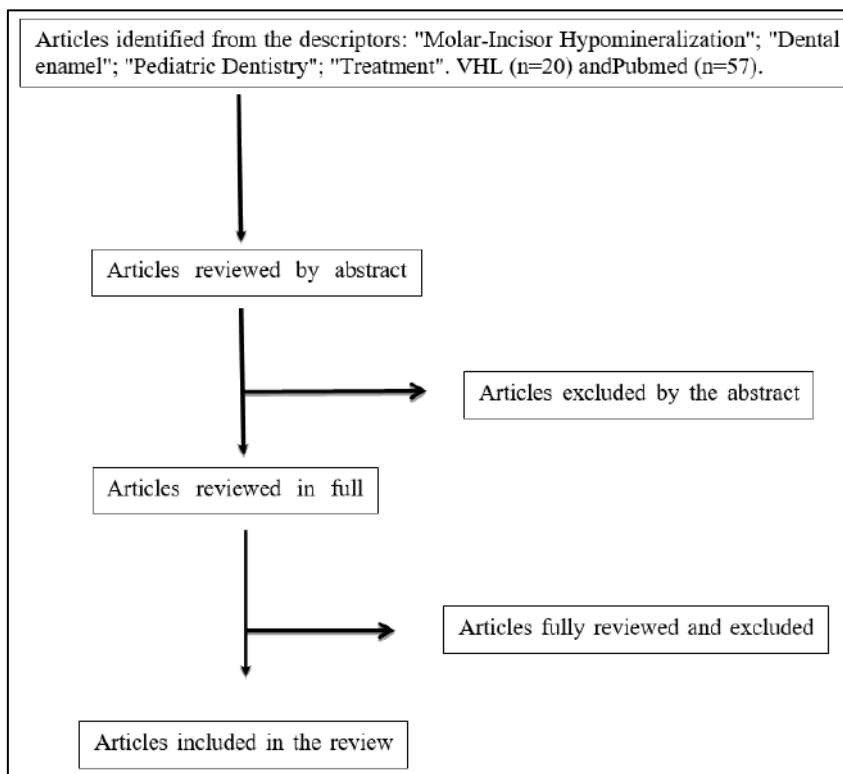 Articles identified from the descriptors: "Molar-Incisor Hypomineralization"; "Dental
enamel"; "Pediatric Dentistry"; "Treatment". VHL (n=20) andPubmed (n=57).
Articles reviewed by abstract
Articles excluded by the abstract
Articles reviewed in full
Articles fully reviewed and excluded
Articles included in the review